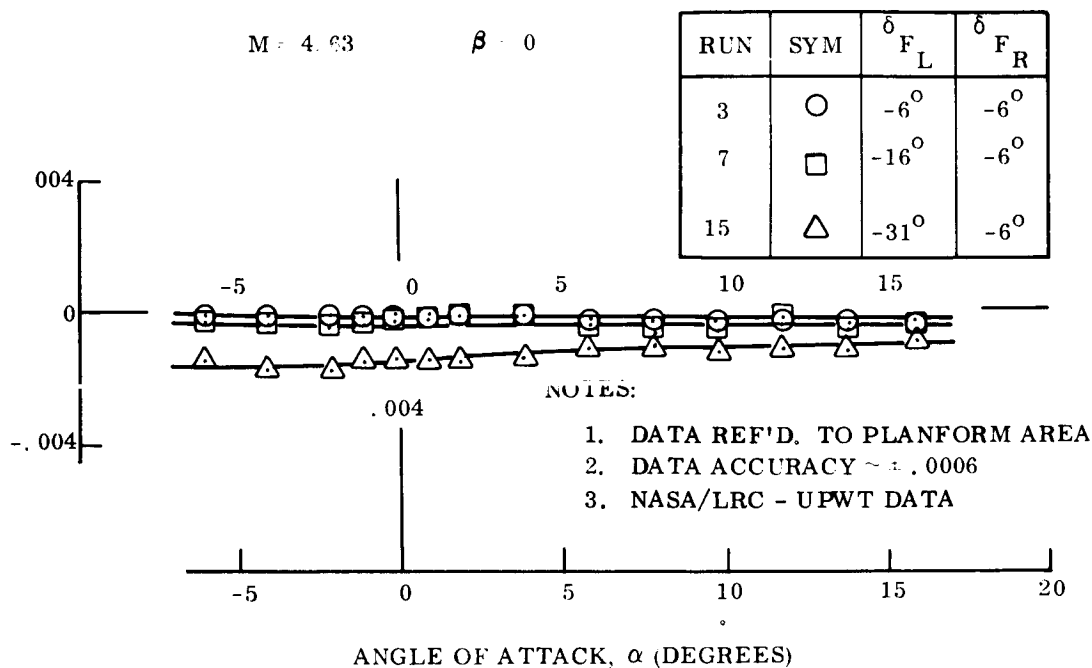 M = 4.63 β = 0
RUN SYM δ F L δ F R
3 -6° -6°
7 -16° -6°
15 -31° -6°
004
0
-.004
-5 0 5 10 15
.004
NOTES:
1. DATA REF'D. TO PLANFORM AREA
2. DATA ACCURACY ~ ± .0006
3. NASA/LRC - UPWT DATA
-5 0 5 10 15 20
ANGLE OF ATTACK, α (DEGREES)